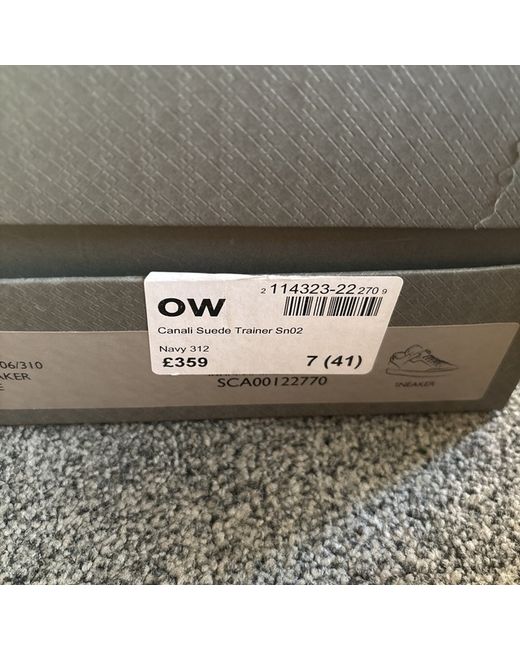 OW
2 114323-22 270 9
Canali Suede Trainer Sn02
Navy 312
£359
7 (41)
06/310
AKER
E
SCA00122770
SNEAKER